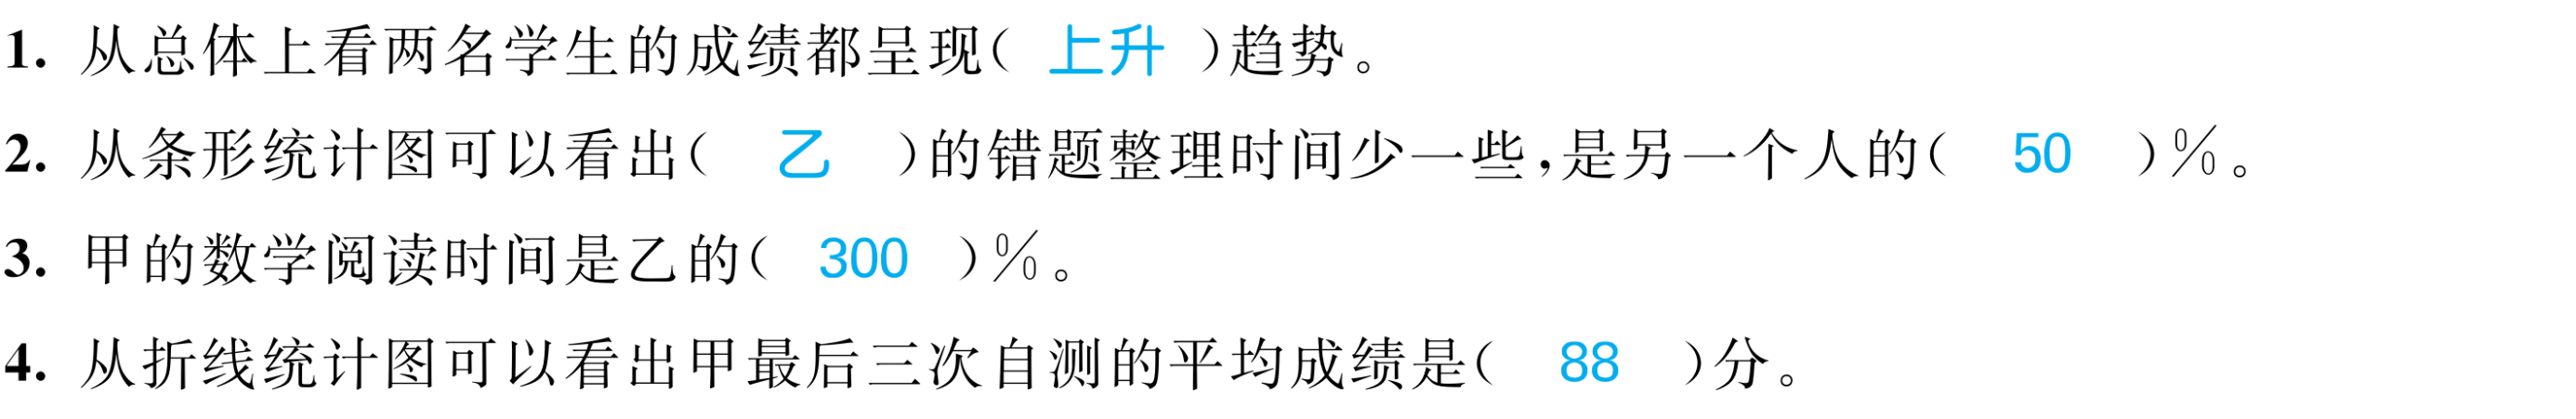 1. 从总体上看两名学生的成绩都呈现( 上升 )趋势。
2. 从条形统计图可以看出( 乙 )的错题整理时间少一些,是另一个人的( 50 )%。
3. 甲的数学阅读时间是乙的( 300 )%。
4. 从折线统计图可以看出甲最后三次自测的平均成绩是( 88 )分。